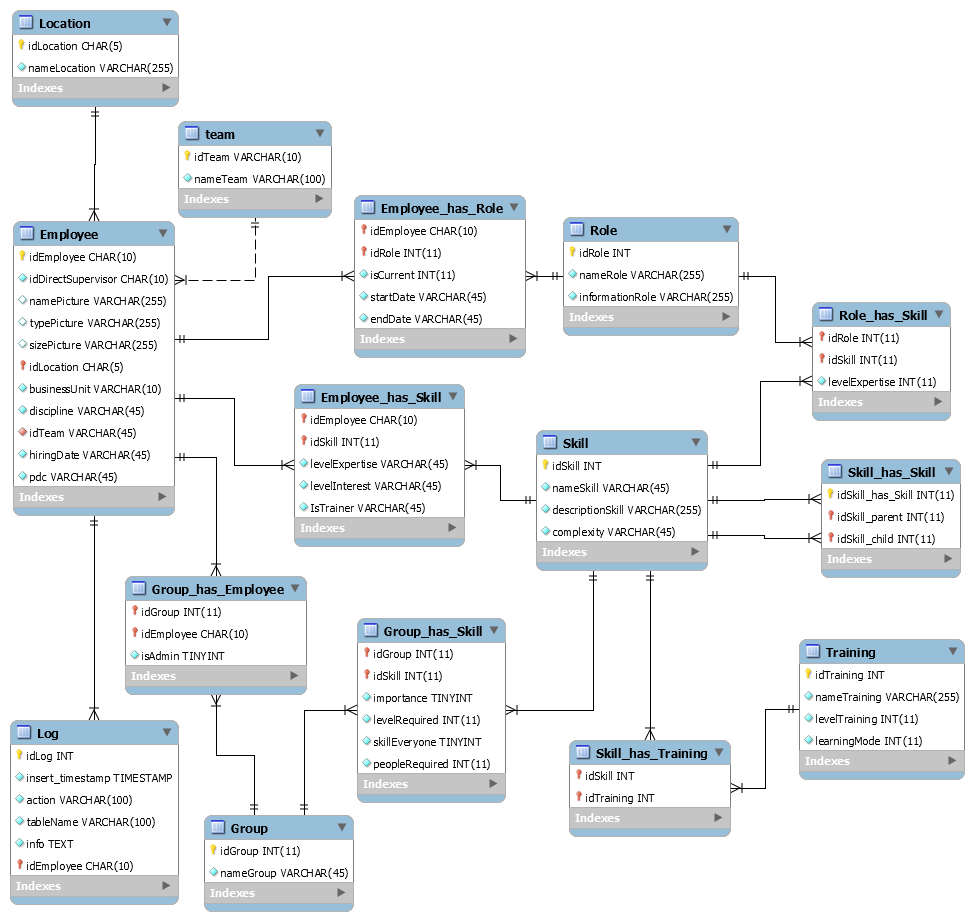 Location
idLocation CHAR(5)
nameLocation VARCHAR(255)
Indexes
team
idTeam VARCHAR(10)
nameTeam VARCHAR(100)
Indexes
Employee
idEmployee CHAR(10)
idDirectSupervisor CHAR(10)
namePicture VARCHAR(255)
typePicture VARCHAR(255)
sizePicture VARCHAR(255)
idLocation CHAR(5)
businessUnit VARCHAR(10)
discipline VARCHAR(45)
idTeam VARCHAR(45)
hiringDate VARCHAR(45)
pdc VARCHAR(45)
Indexes
Employee_has_Role
idEmployee CHAR(10)
idRole INT(11)
isCurrent INT(11)
startDate VARCHAR(45)
endDate VARCHAR(45)
Indexes
Role
idRole INT
nameRole VARCHAR(255)
informationRole VARCHAR(255)
Indexes
Role_has_Skill
idRole INT(11)
idSkill INT(11)
levelExpertise INT(11)
Indexes
Employee_has_Skill
idEmployee CHAR(10)
idSkill INT(11)
levelExpertise VARCHAR(45)
levelInterest VARCHAR(45)
IsTrainer VARCHAR(45)
Indexes
Skill
idSkill INT
nameSkill VARCHAR(45)
descriptionSkill VARCHAR(255)
complexity VARCHAR(45)
Indexes
Skill_has_Skill
idSkill_has_Skill INT(11)
idSkill_parent INT(11)
idSkill_child INT(11)
Indexes
Group_has_Employee
idGroup INT(11)
idEmployee CHAR(10)
isAdmin TINYINT
Indexes
Group_has_Skill
idGroup INT(11)
idSkill INT(11)
importance TINYINT
levelRequired INT(11)
skillEveryone TINYINT
peopleRequired INT(11)
Indexes
Training
idTraining INT
nameTraining VARCHAR(255)
levelTraining INT(11)
learningMode INT(11)
Indexes
Log
idLog INT
insert_timestamp TIMESTAMP
action VARCHAR(100)
tableName VARCHAR(100)
info TEXT
idEmployee CHAR(10)
Indexes
Skill_has_Training
idSkill INT
idTraining INT
Indexes
Group
idGroup INT(11)
nameGroup VARCHAR(45)
Indexes